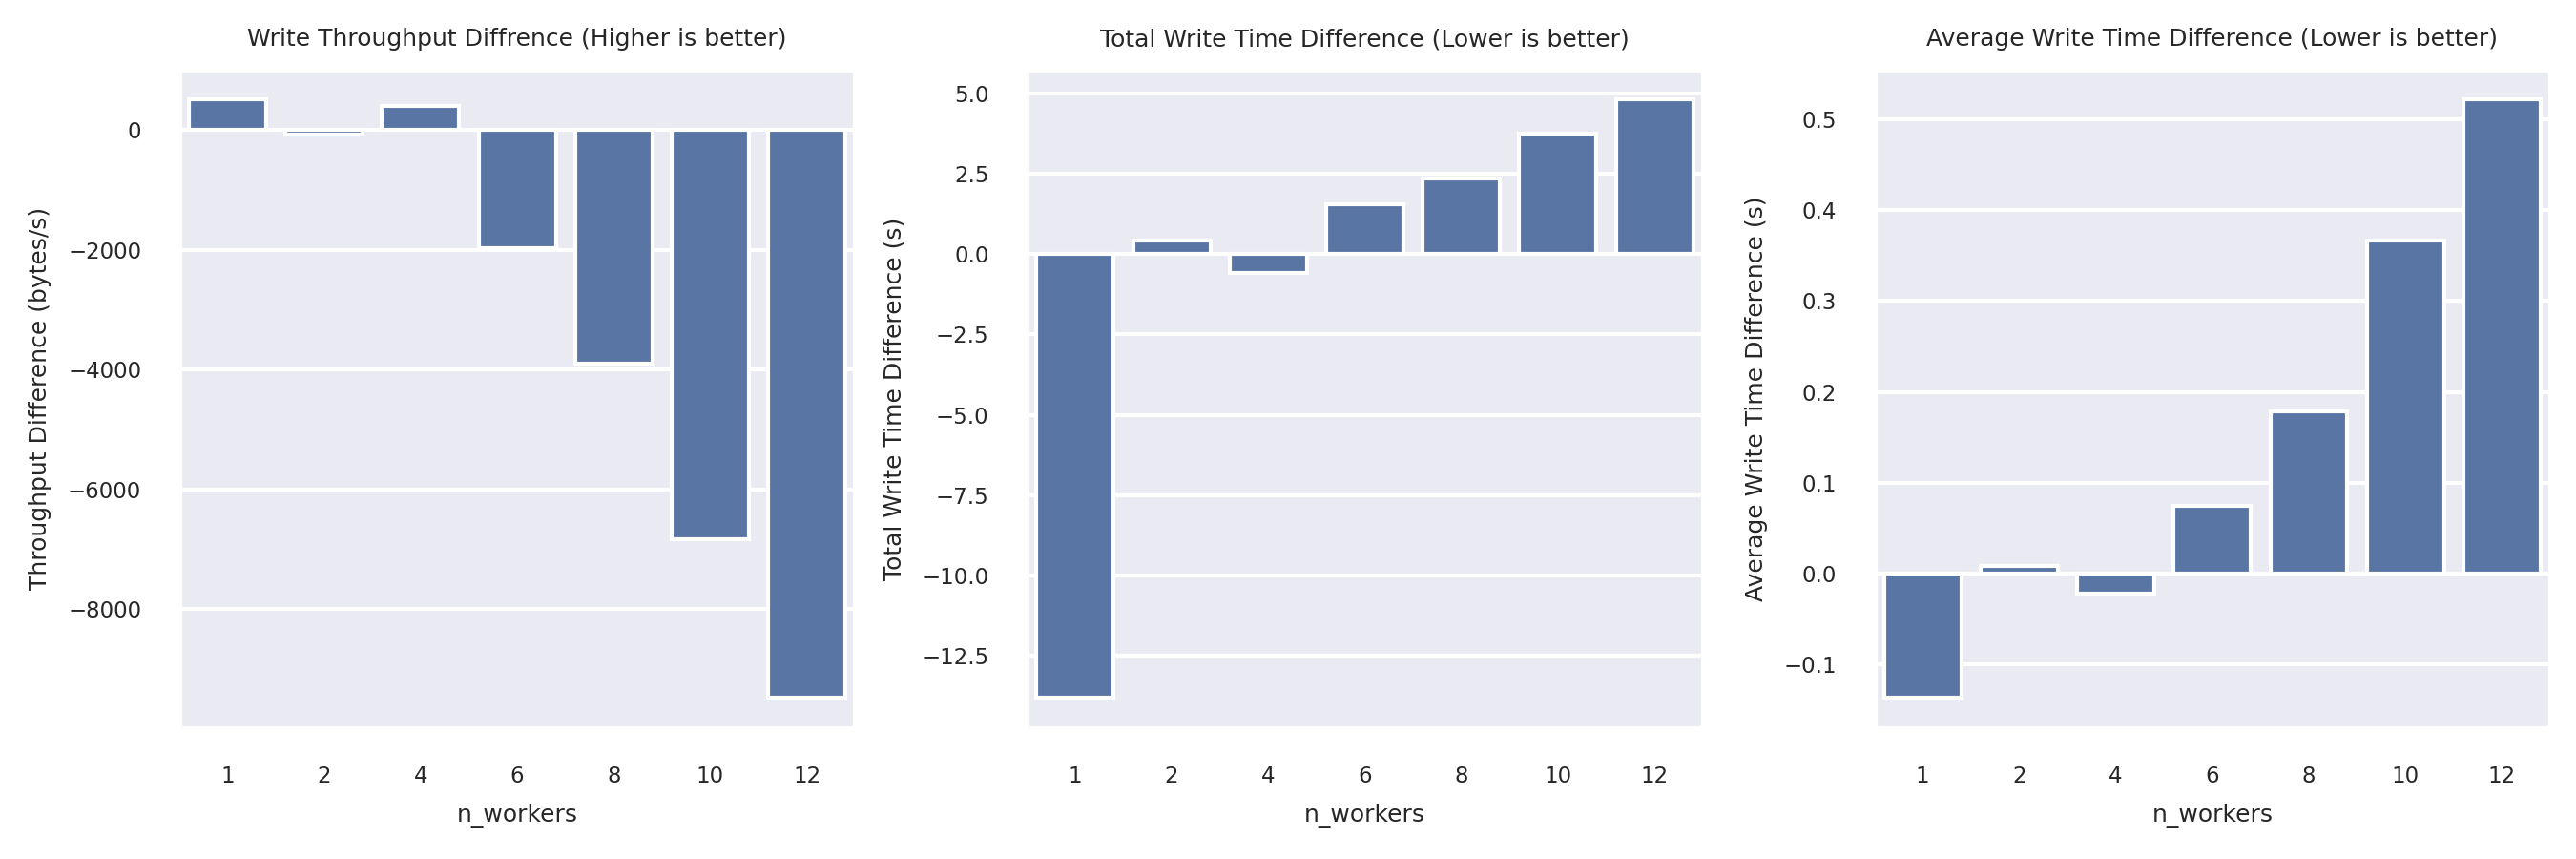 Write Throughput Diffrence (Higher is better)
Throughput Difference (bytes/s)
0
−2000
−4000
−6000
−8000
1 2 4 6 8 10 12
n_workers
Total Write Time Difference (Lower is better)
Total Write Time Difference (s)
5.0
2.5
0.0
−2.5
−5.0
−7.5
−10.0
−12.5
1 2 4 6 8 10 12
n_workers
Average Write Time Difference (Lower is better)
Average Write Time Difference (s)
0.5
0.4
0.3
0.2
0.1
0.0
−0.1
1 2 4 6 8 10 12
n_workers